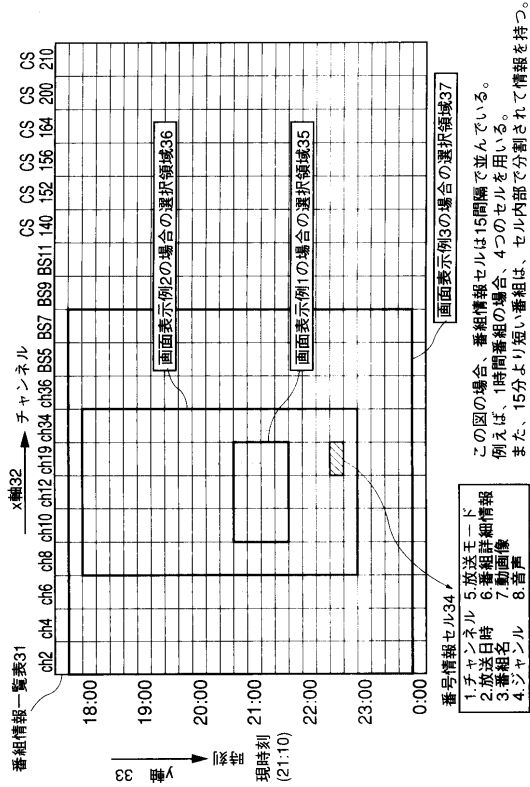 番組情報一覧表31
x軸32
チャンネル
ch2 ch4 ch6 ch8 ch10 ch12 ch19 ch34 ch36 BS5 BS7 BS9 BS11 CS 140 CS 152 CS 156 CS 164 CS 200 CS 210
y軸
33
時刻
現時刻
(21:10)
18:00
19:00
20:00
21:00
22:00
23:00
0:00
画面表示例2の場合の選択領域36
画面表示例1の場合の選択領域35
画面表示例3の場合の選択領域37
番号情報セル34
1.チャンネル 5.放送モード
2.放送日時 6.番組詳細情報
3.番組名 7.動画像
4.ジャンル 8.音声
この図の場合、番組情報セルは15間隔で並んでいる。
例えば、1時間番組の場合、4つのセルを用いる。
また、15分より短い番組は、セル内部で分割されて情報を持つ。